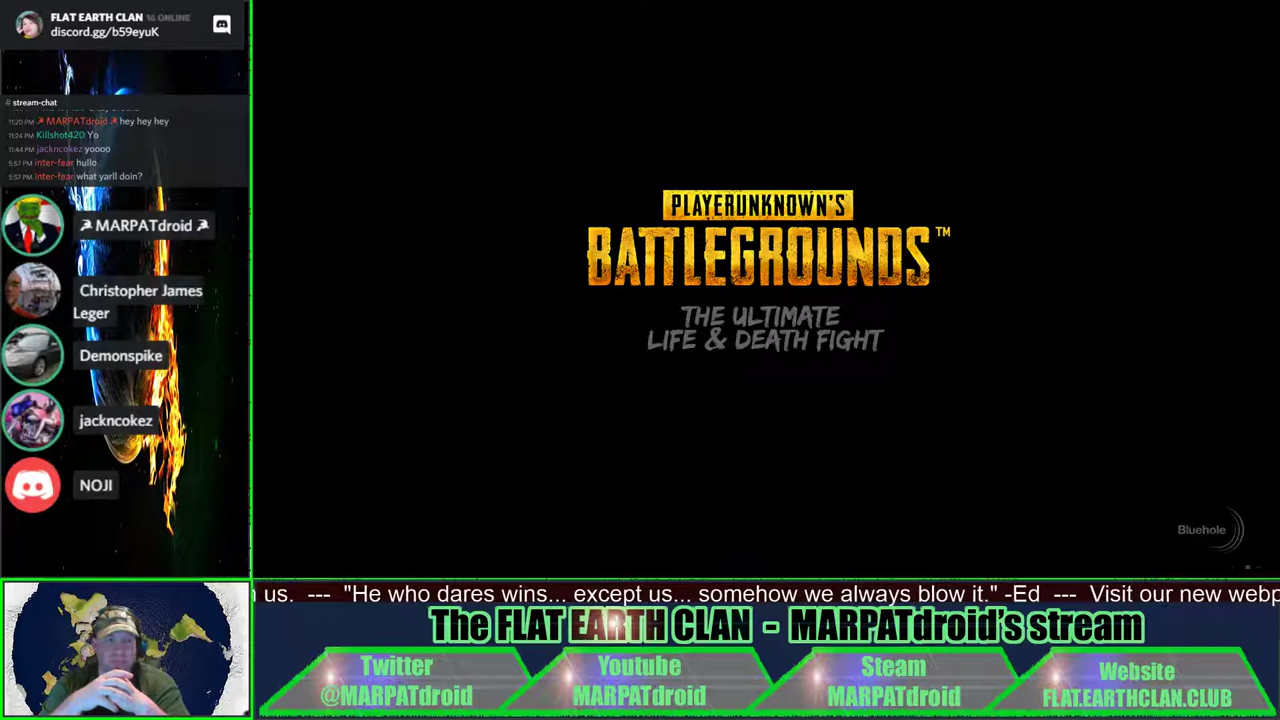 FLAT EARTH CLAN 16 ONLINE
discord.gg/b59eyuK
# stream-chat
11:20 PM MARPATdroid hey hey hey
11:24 PM Killshot420 Yo
11:44 PM jackncokez yoooo
5:57 PM inter-fear hullo
5:57 PM inter-fear what yarll doin?
MARPATdroid
Christopher James
Leger
Demonspike
jackncokez
NOJI
PLAYERUNKNOWN'S
BATTLEGROUNDS™
THE ULTIMATE
LIFE & DEATH FIGHT
Bluehole
us. --- "He who dares wins... except us... somehow we always blow it." -Ed --- Visit our new webp
The FLAT EARTH CLAN - MARPATdroid's stream
Twitter
@MARPATdroid
Youtube
MARPATdroid
Steam
MARPATdroid
Website
FLAT.EARTHCLAN.CLUB